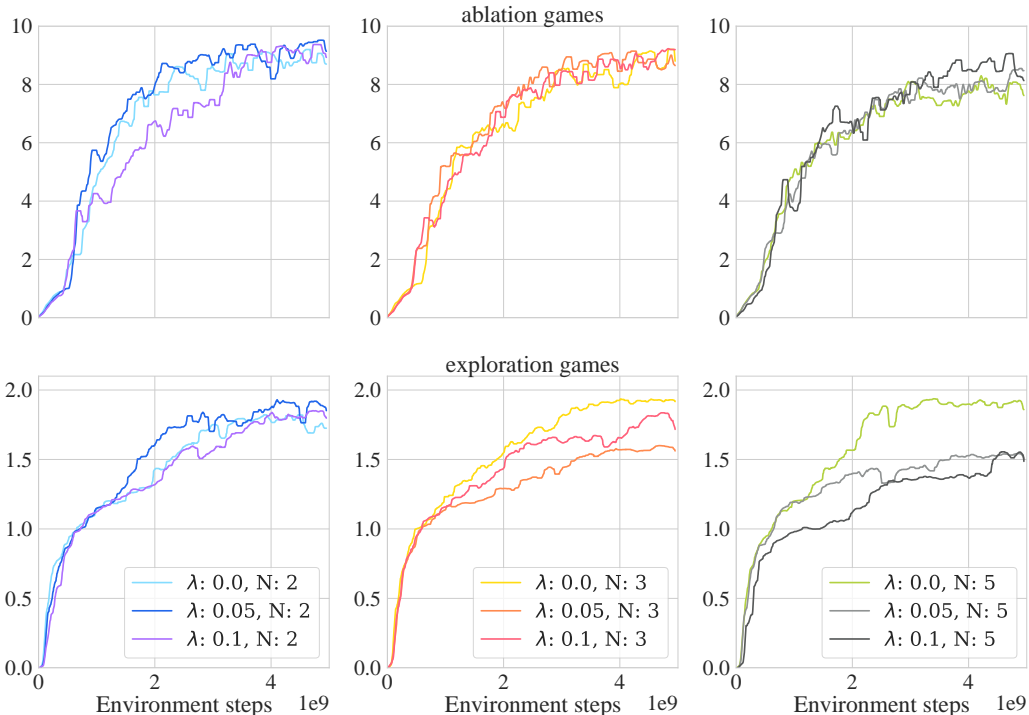 ablation games
10
8
6
4
2
0
10
8
6
4
2
0
10
8
6
4
2
0
exploration games
2.0
1.5
1.0
0.5
0.0
0
2
4
Environment steps
1e9
λ: 0.0, N: 2
λ: 0.05, N: 2
λ: 0.1, N: 2
2.0
1.5
1.0
0.5
0.0
0
2
4
Environment steps
1e9
λ: 0.0, N: 3
λ: 0.05, N: 3
λ: 0.1, N: 3
2.0
1.5
1.0
0.5
0.0
0
2
4
Environment steps
1e9
λ: 0.0, N: 5
λ: 0.05, N: 5
λ: 0.1, N: 5